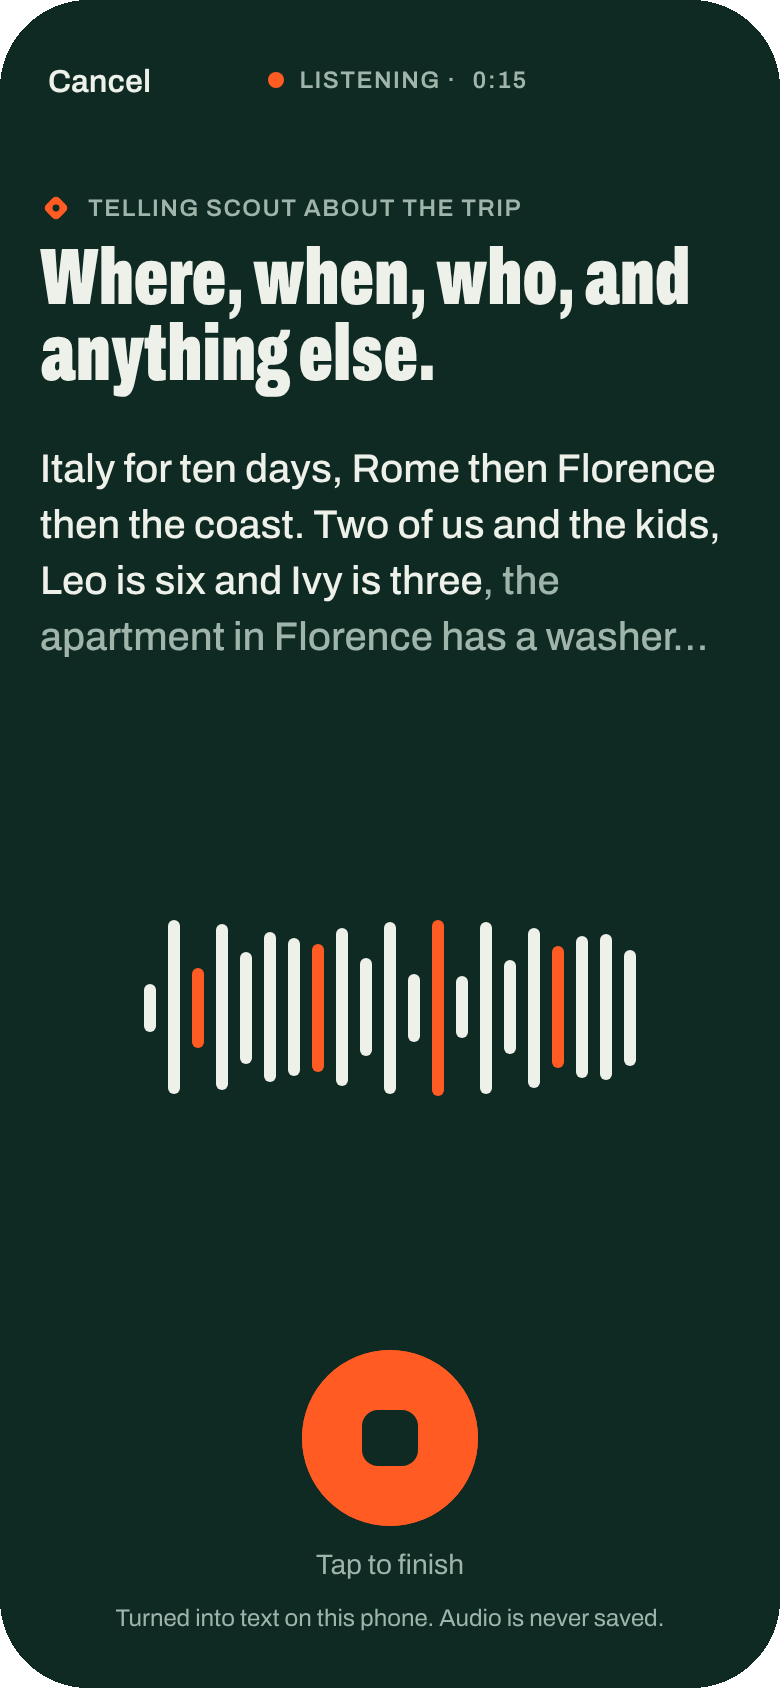 Cancel
LISTENING · 0:15
TELLING SCOUT ABOUT THE TRIP
Where, when, who, and
anything else.
Italy for ten days, Rome then Florence
then the coast. Two of us and the kids,
Leo is six and Ivy is three, the
apartment in Florence has a washer...
Tap to finish
Turned into text on this phone. Audio is never saved.